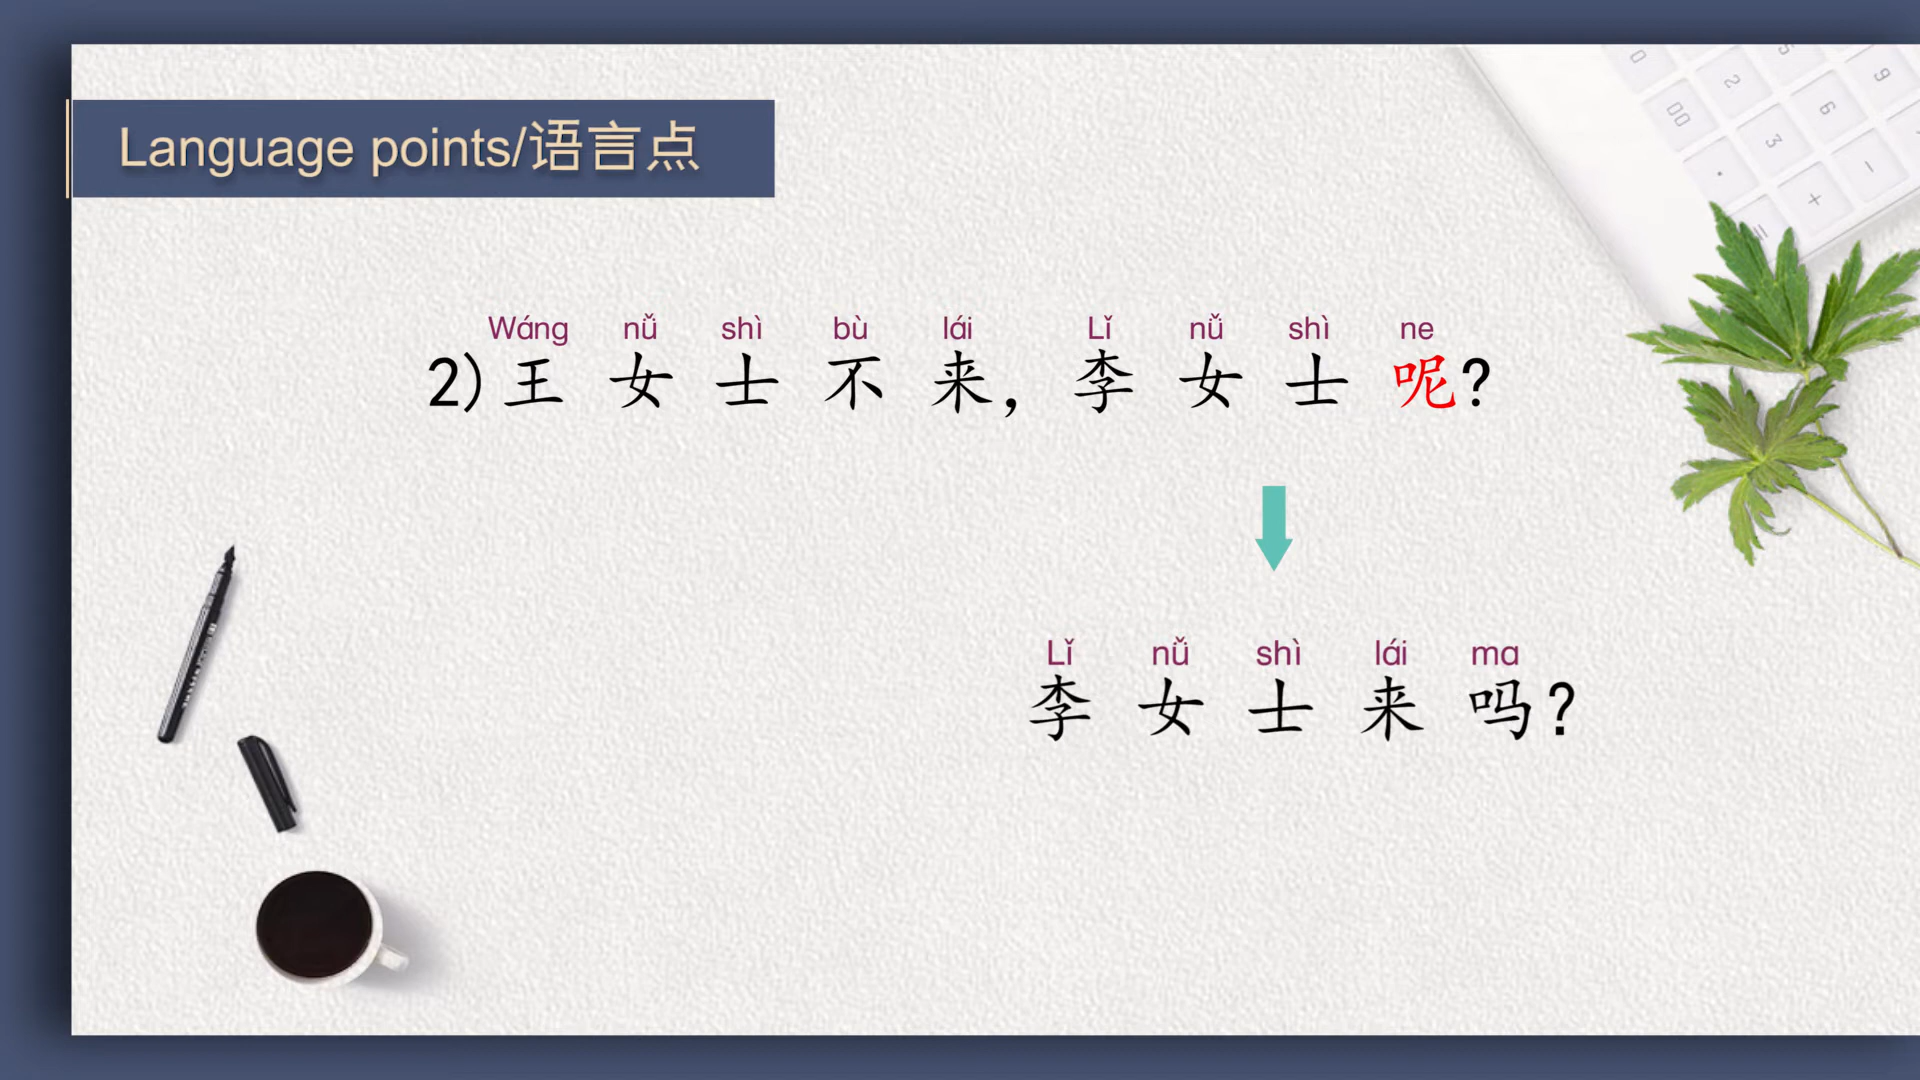 Language points/语言点
Wáng nǚ shì bù lái Lǐ nǚ shì ne
2)王女士不来，李女士呢？
Lǐ nǚ shì lái ma
李女士来吗？